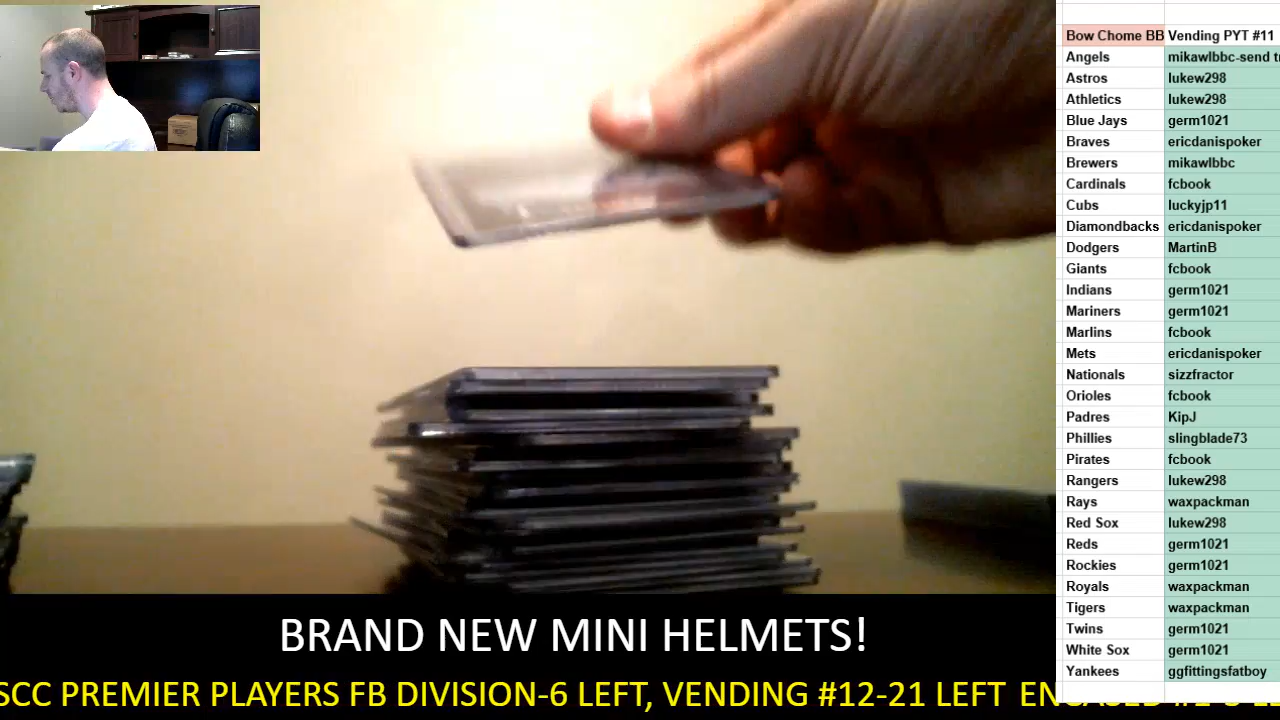 Bow Chome BB Vending PYT #11
Angels mikawlbbc-send
Astros lukew298
Athletics lukew298
Blue Jays germ1021
Braves ericdanispoker
Brewers mikawlbbc
Cardinals fcbook
Cubs luckyjp11
Diamondbacks ericdanispoker
Dodgers MartinB
Giants fcbook
Indians germ1021
Mariners germ1021
Marlins fcbook
Mets ericdanispoker
Nationals sizzfractor
Orioles fcbook
Padres KipJ
Phillies slingblade73
Pirates fcbook
Rangers lukew298
Rays waxpackman
Red Sox lukew298
Reds germ1021
Rockies germ1021
Royals waxpackman
Tigers waxpackman
Twins germ1021
White Sox germ1021
Yankees ggfittingsfatboy
BRAND NEW MINI HELMETS!
SCC PREMIER PLAYERS FB DIVISION-6 LEFT, VENDING #12-21 LEFT